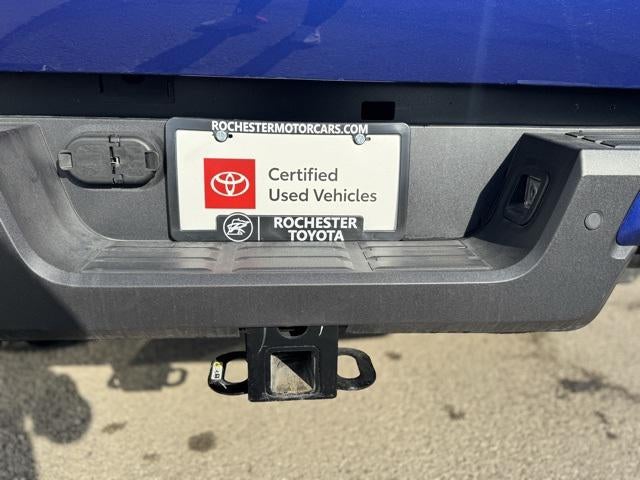 ROCHESTERMOTORCARS.COM
Certified
Used Vehicles
ROCHESTER
TOYOTA